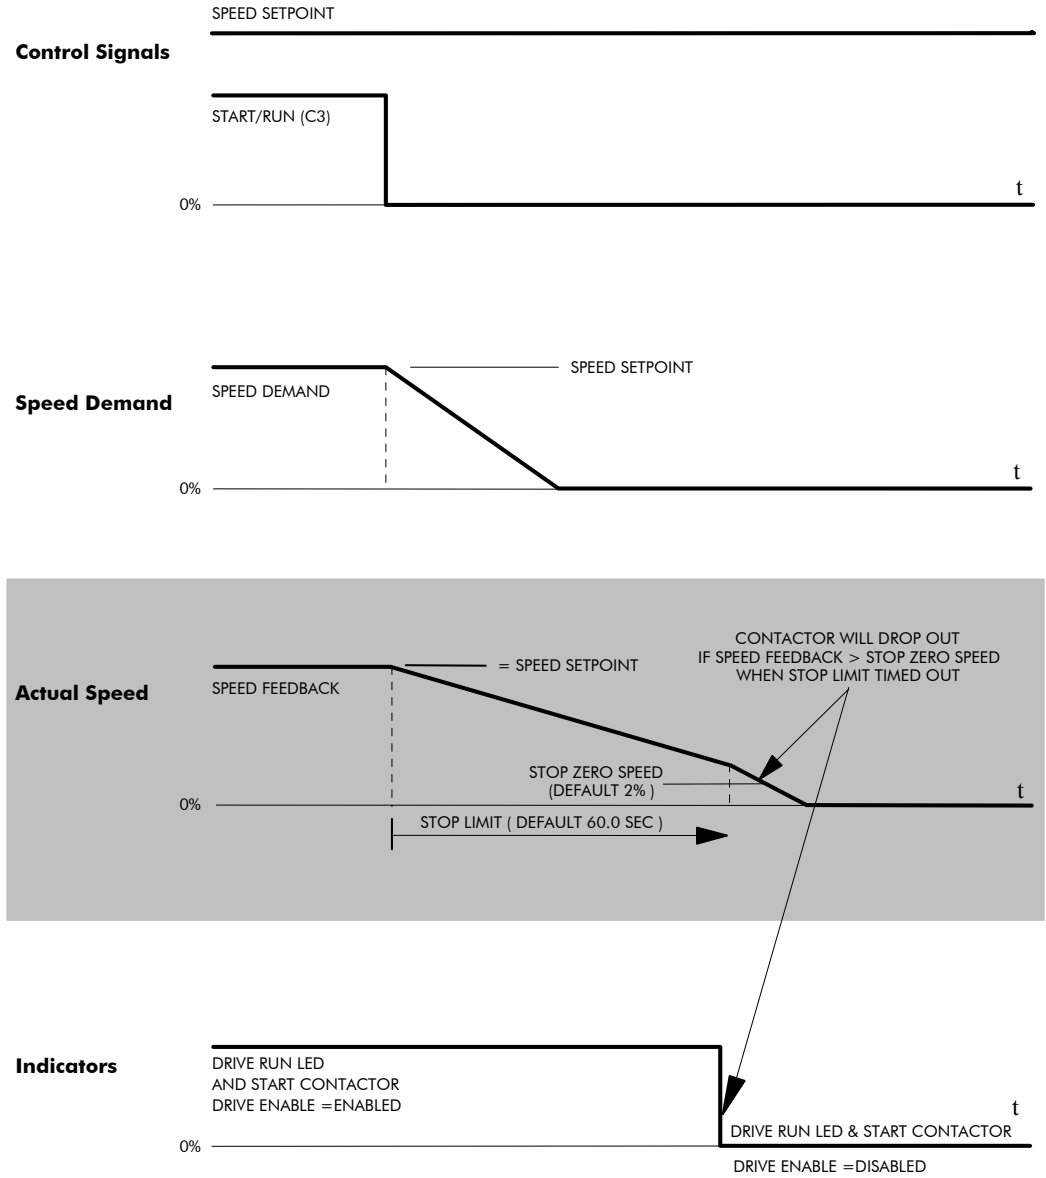 SPEED SETPOINT
Control Signals
START/RUN (C3)
t
0%
SPEED SETPOINT
SPEED DEMAND
Speed Demand
t
0%
CONTACTOR WILL DROP OUT
IF SPEED FEEDBACK > STOP ZERO SPEED
WHEN STOP LIMIT TIMED OUT
= SPEED SETPOINT
Actual Speed
SPEED FEEDBACK
STOP ZERO SPEED
(DEFAULT 2% )
t
0%
STOP LIMIT ( DEFAULT 60.0 SEC )
Indicators
DRIVE RUN LED
AND START CONTACTOR
DRIVE ENABLE =ENABLED
t
DRIVE RUN LED & START CONTACTOR
0%
DRIVE ENABLE =DISABLED